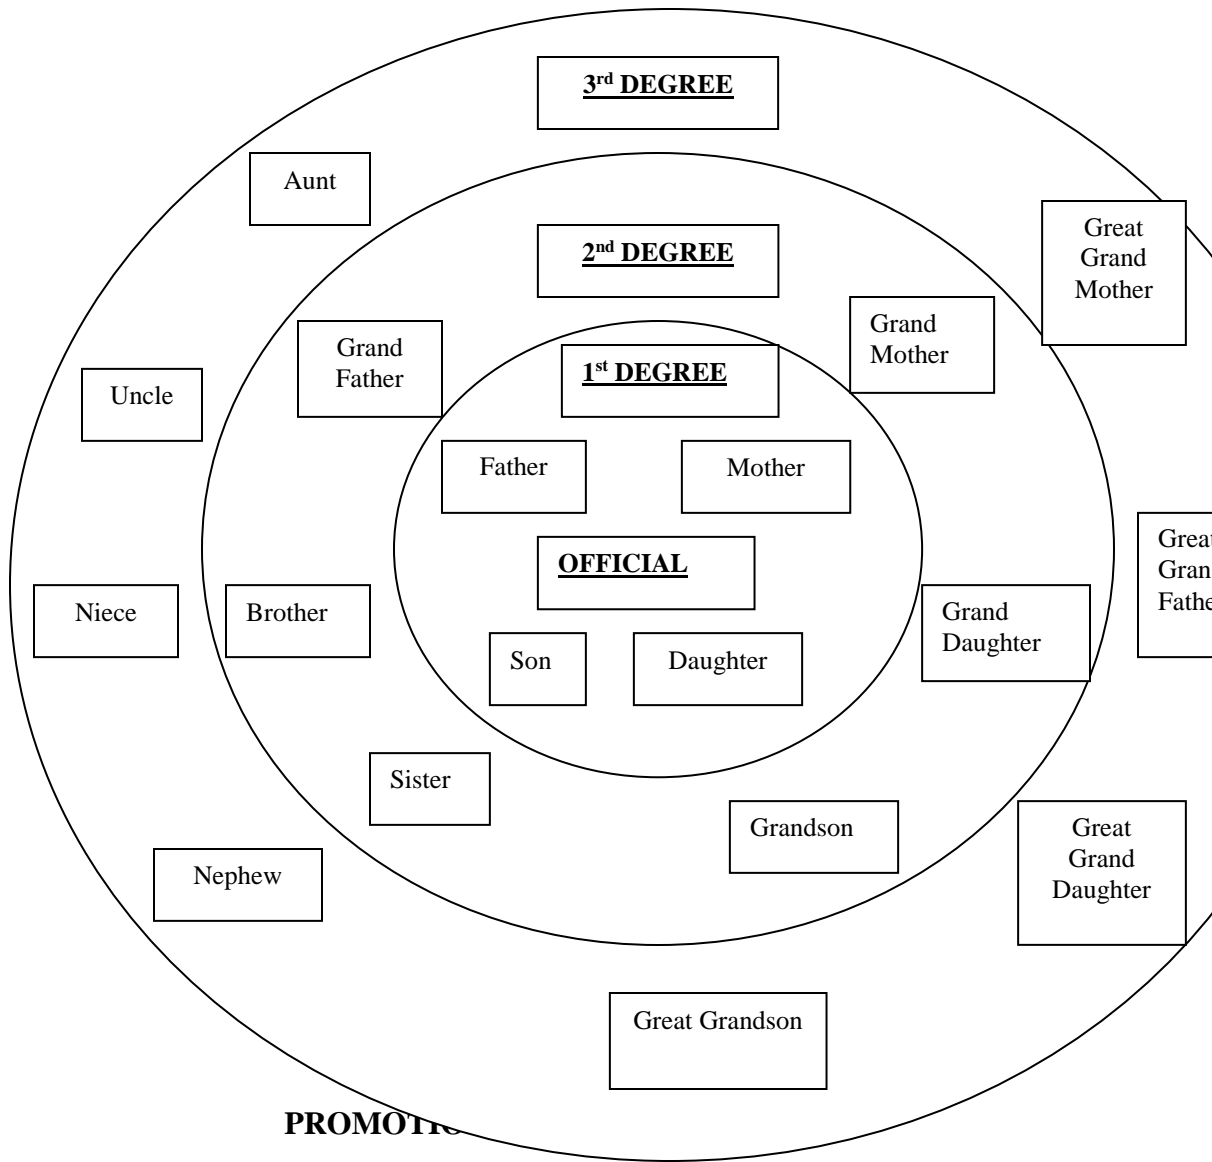 3rd DEGREE
Aunt
Great
Grand
Mother
2nd DEGREE
Grand
Father
Grand
Mother
1st DEGREE
Uncle
Father
Mother
OFFICIAL
Niece
Brother
Grand
Daughter
Son
Daughter
Sister
Grandson
Great
Grand
Daughter
Nephew
Great Grandson